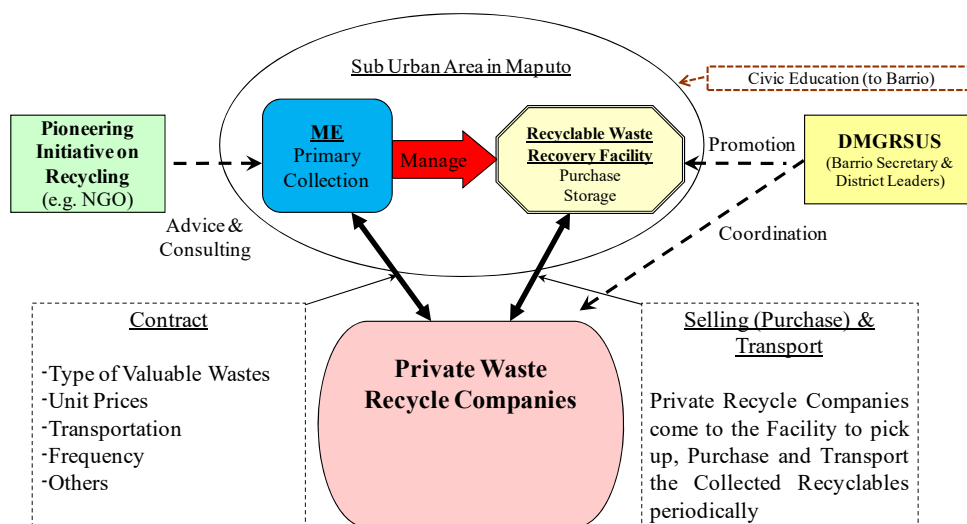 Sub Urban Area in Maputo
Civic Education (to Barrio)
Pioneering
Initiative on
Recycling
(e.g. NGO)
ME
Primary
Collection
Manage
Recyclable Waste
Recovery Facility
Purchase
Storage
Promotion
DMGRSUS
(Barrio Secretary &
District Leaders)
Advice &
Consulting
Coordination
Contract
-Type of Valuable Wastes
-Unit Prices
-Transportation
-Frequency
-Others
Private Waste
Recycle Companies
Selling (Purchase) &
Transport
Private Recycle Companies
come to the Facility to pick
up, Purchase and Transport
the Collected Recyclables
periodically